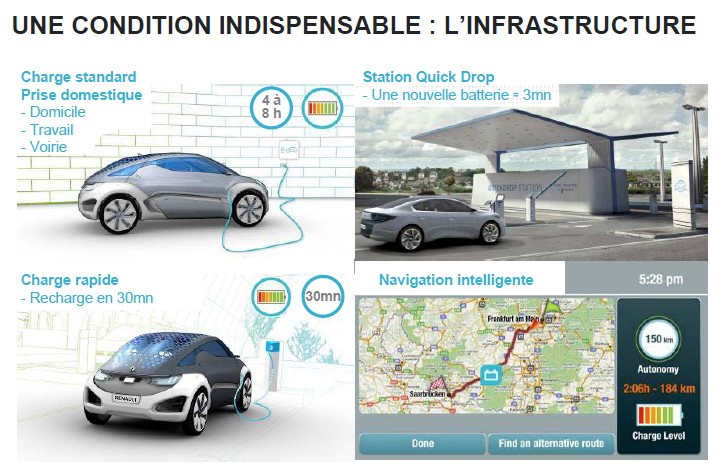 UNE CONDITION INDISPENSABLE : L’INFRASTRUCTURE
Charge standard
Prise domestique
- Domicile
- Travail
- Voirie
4 à
8 h
Station Quick Drop
- Une nouvelle batterie ≈ 3mn
STATION
Charge rapide
- Recharge en 30mn
30mn
RENAULT
Navigation intelligente
5:28 pm
Frankfurt am Main
Saarbrücken
150 km
Autonomy
2:06h - 184 km
Charge Level
Done
Find an alternative route